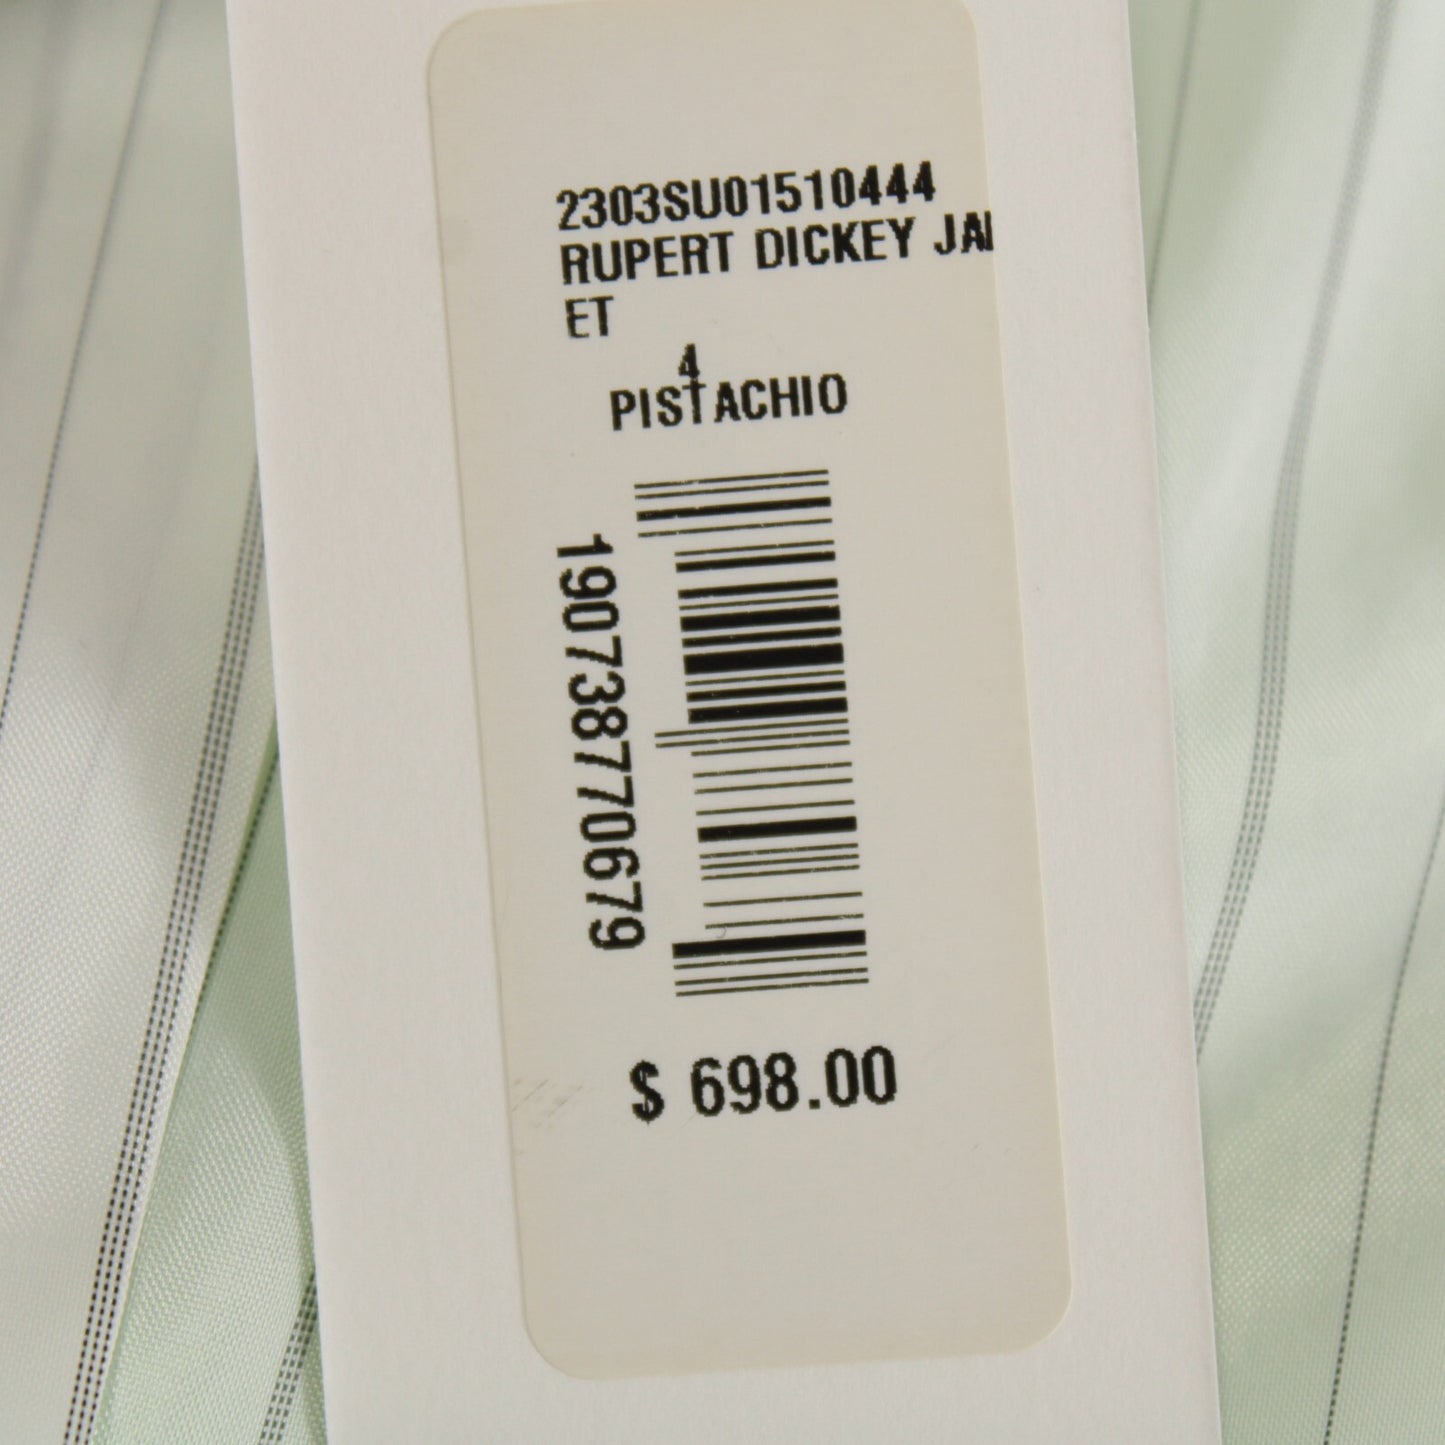 2303SU01510444
RUPERT DICKEY JA
ET
4
PISTACHIO
190738770679
$ 698.00